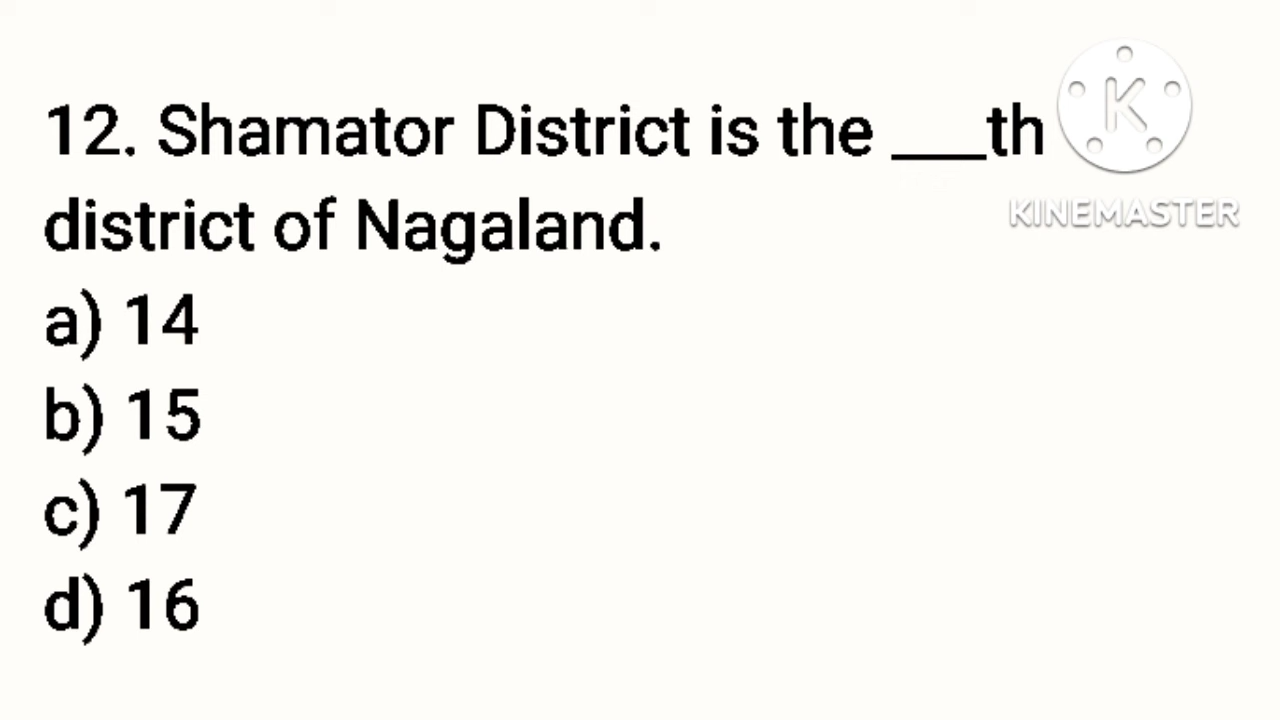 12. Shamator District is the ___th
district of Nagaland.
a) 14
b) 15
c) 17
d) 16
K
KINEMASTER